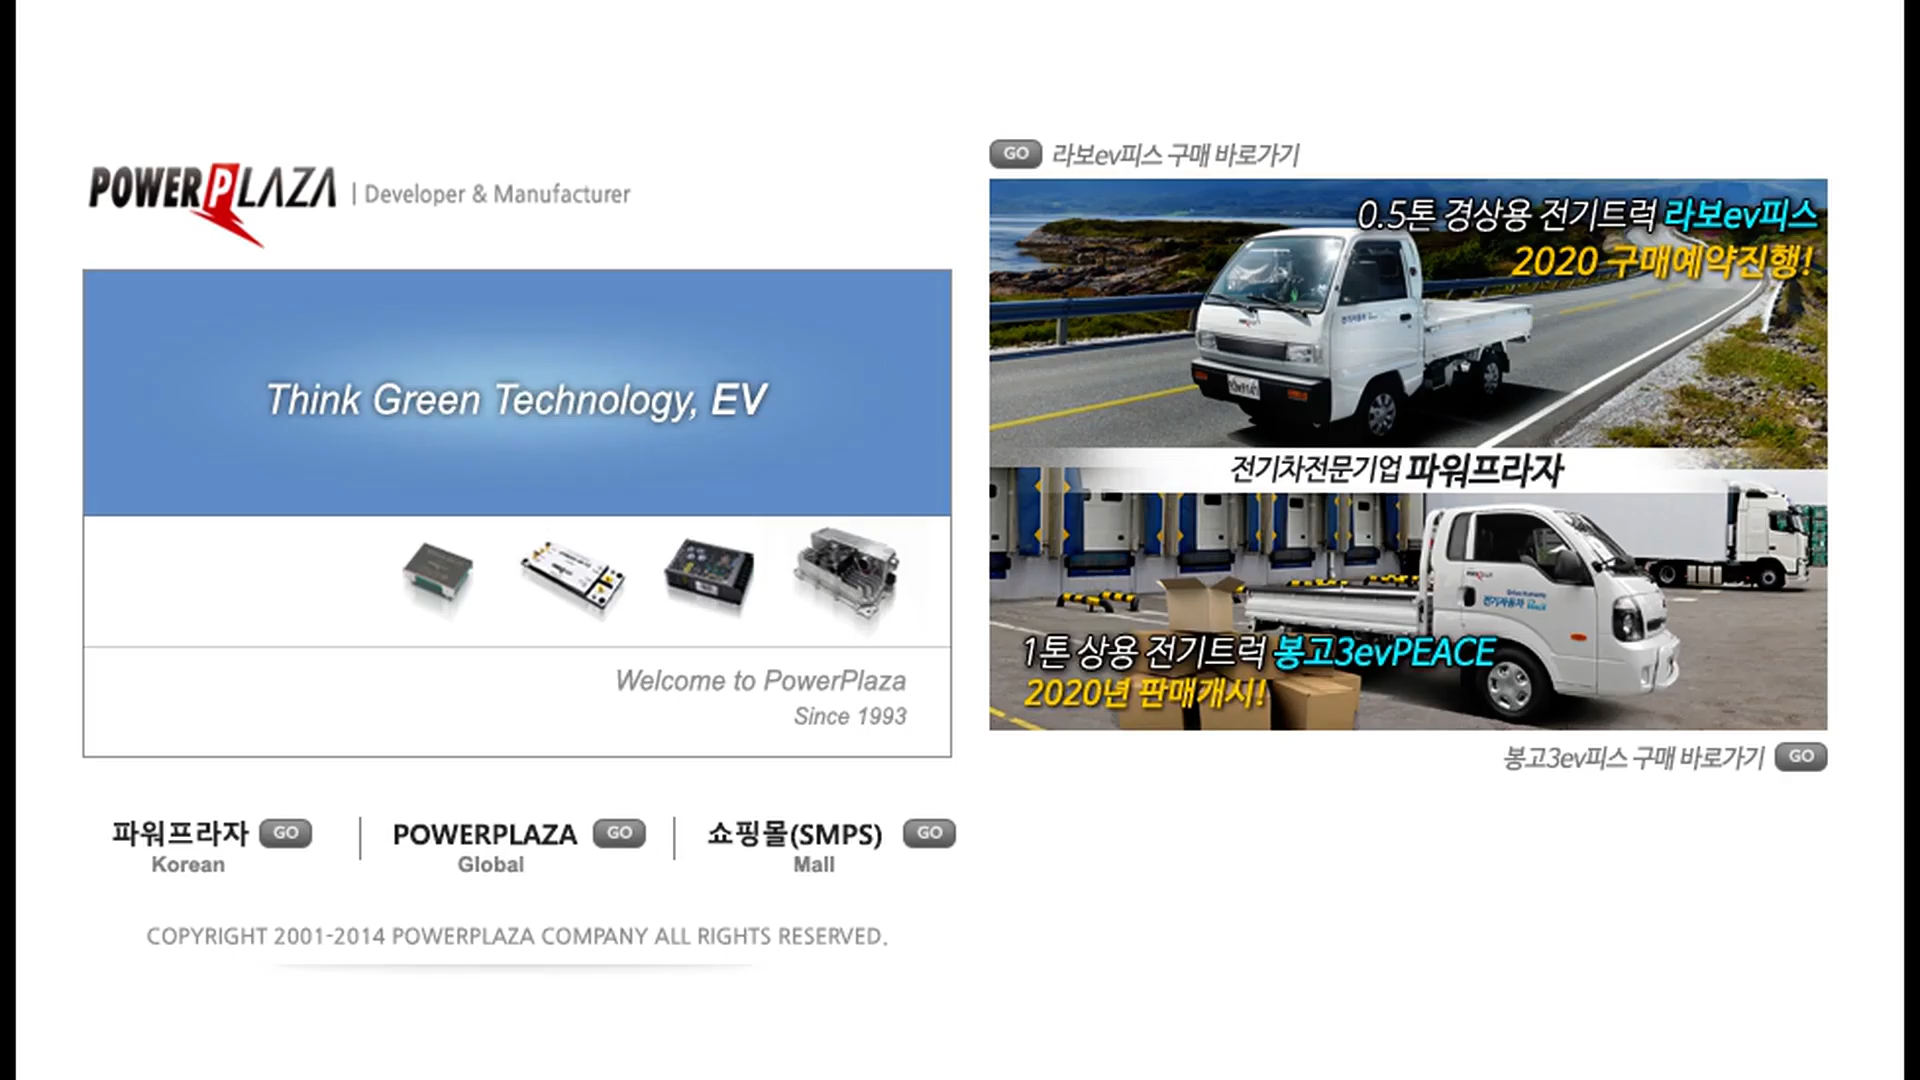 POWERPLAZA | Developer & Manufacturer
Think Green Technology, EV
Welcome to PowerPlaza
Since 1993
파워프라자 GO
Korean
POWERPLAZA GO
Global
쇼핑몰(SMPS) GO
Mall
COPYRIGHT 2001-2014 POWERPLAZA COMPANY ALL RIGHTS RESERVED.
GO 라보ev피스 구매 바로가기
0.5톤 경상용 전기트럭 라보ev피스
2020 구매예약진행!
전기차전문기업 파워프라자
전기자동차
1톤 상용 전기트럭 봉고3evPEACE
2020년 판매개시!
봉고3ev피스 구매 바로가기 GO